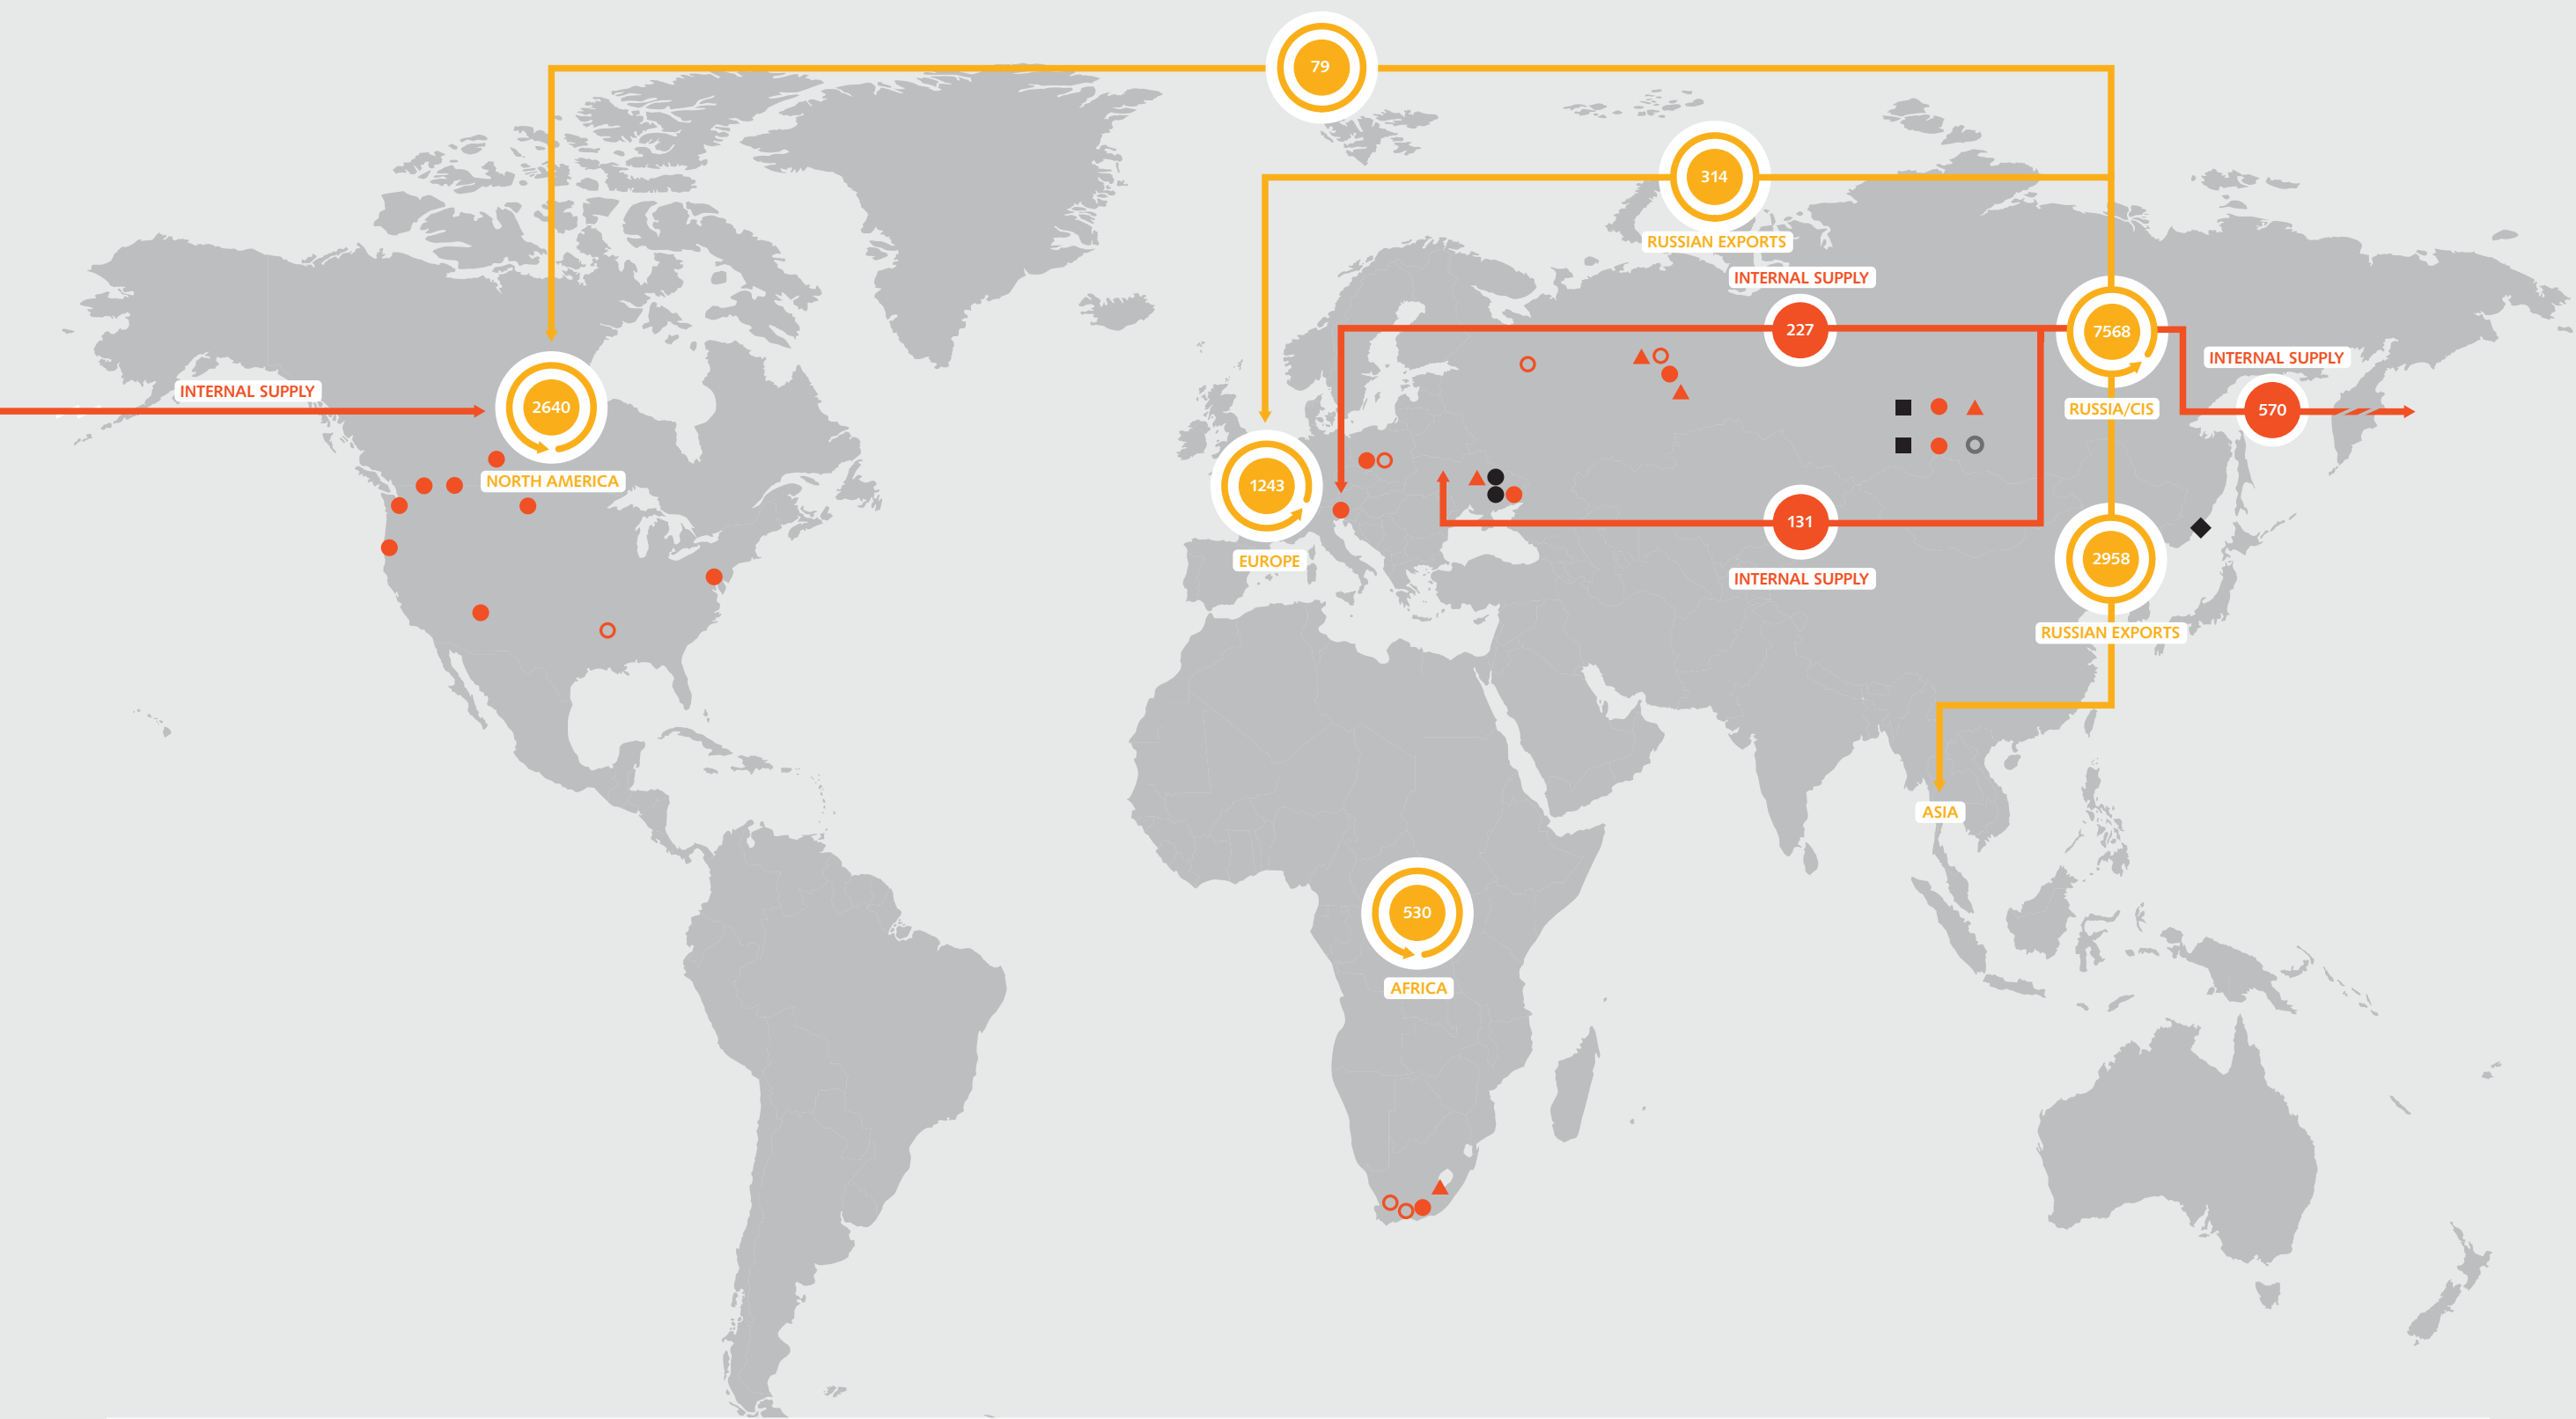 79
314
RUSSIAN EXPORTS
INTERNAL SUPPLY
227
7568
INTERNAL SUPPLY
INTERNAL SUPPLY
2640
RUSSIA/CIS
570
NORTH AMERICA
1243
131
EUROPE
2958
INTERNAL SUPPLY
RUSSIAN EXPORTS
ASIA
530
AFRICA